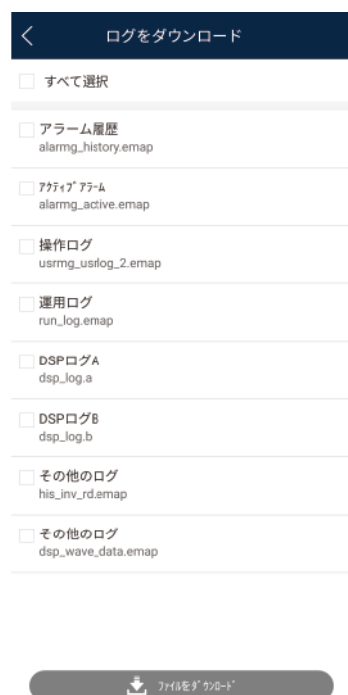 ログをダウンロード
すべて選択
アラーム履歴
alarmg_history.emap
ｱｸﾃｨﾌﾞ ｱﾗｰﾑ
alarmg_active.emap
操作ログ
usrmg_usrlog_2.emap
運用ログ
run_log.emap
DSPログA
dsp_log.a
DSPログB
dsp_log.b
その他のログ
his_inv_rd.emap
その他のログ
dsp_wave_data.emap
ﾌｧｲﾙをﾀﾞｳﾝﾛｰﾄﾞ